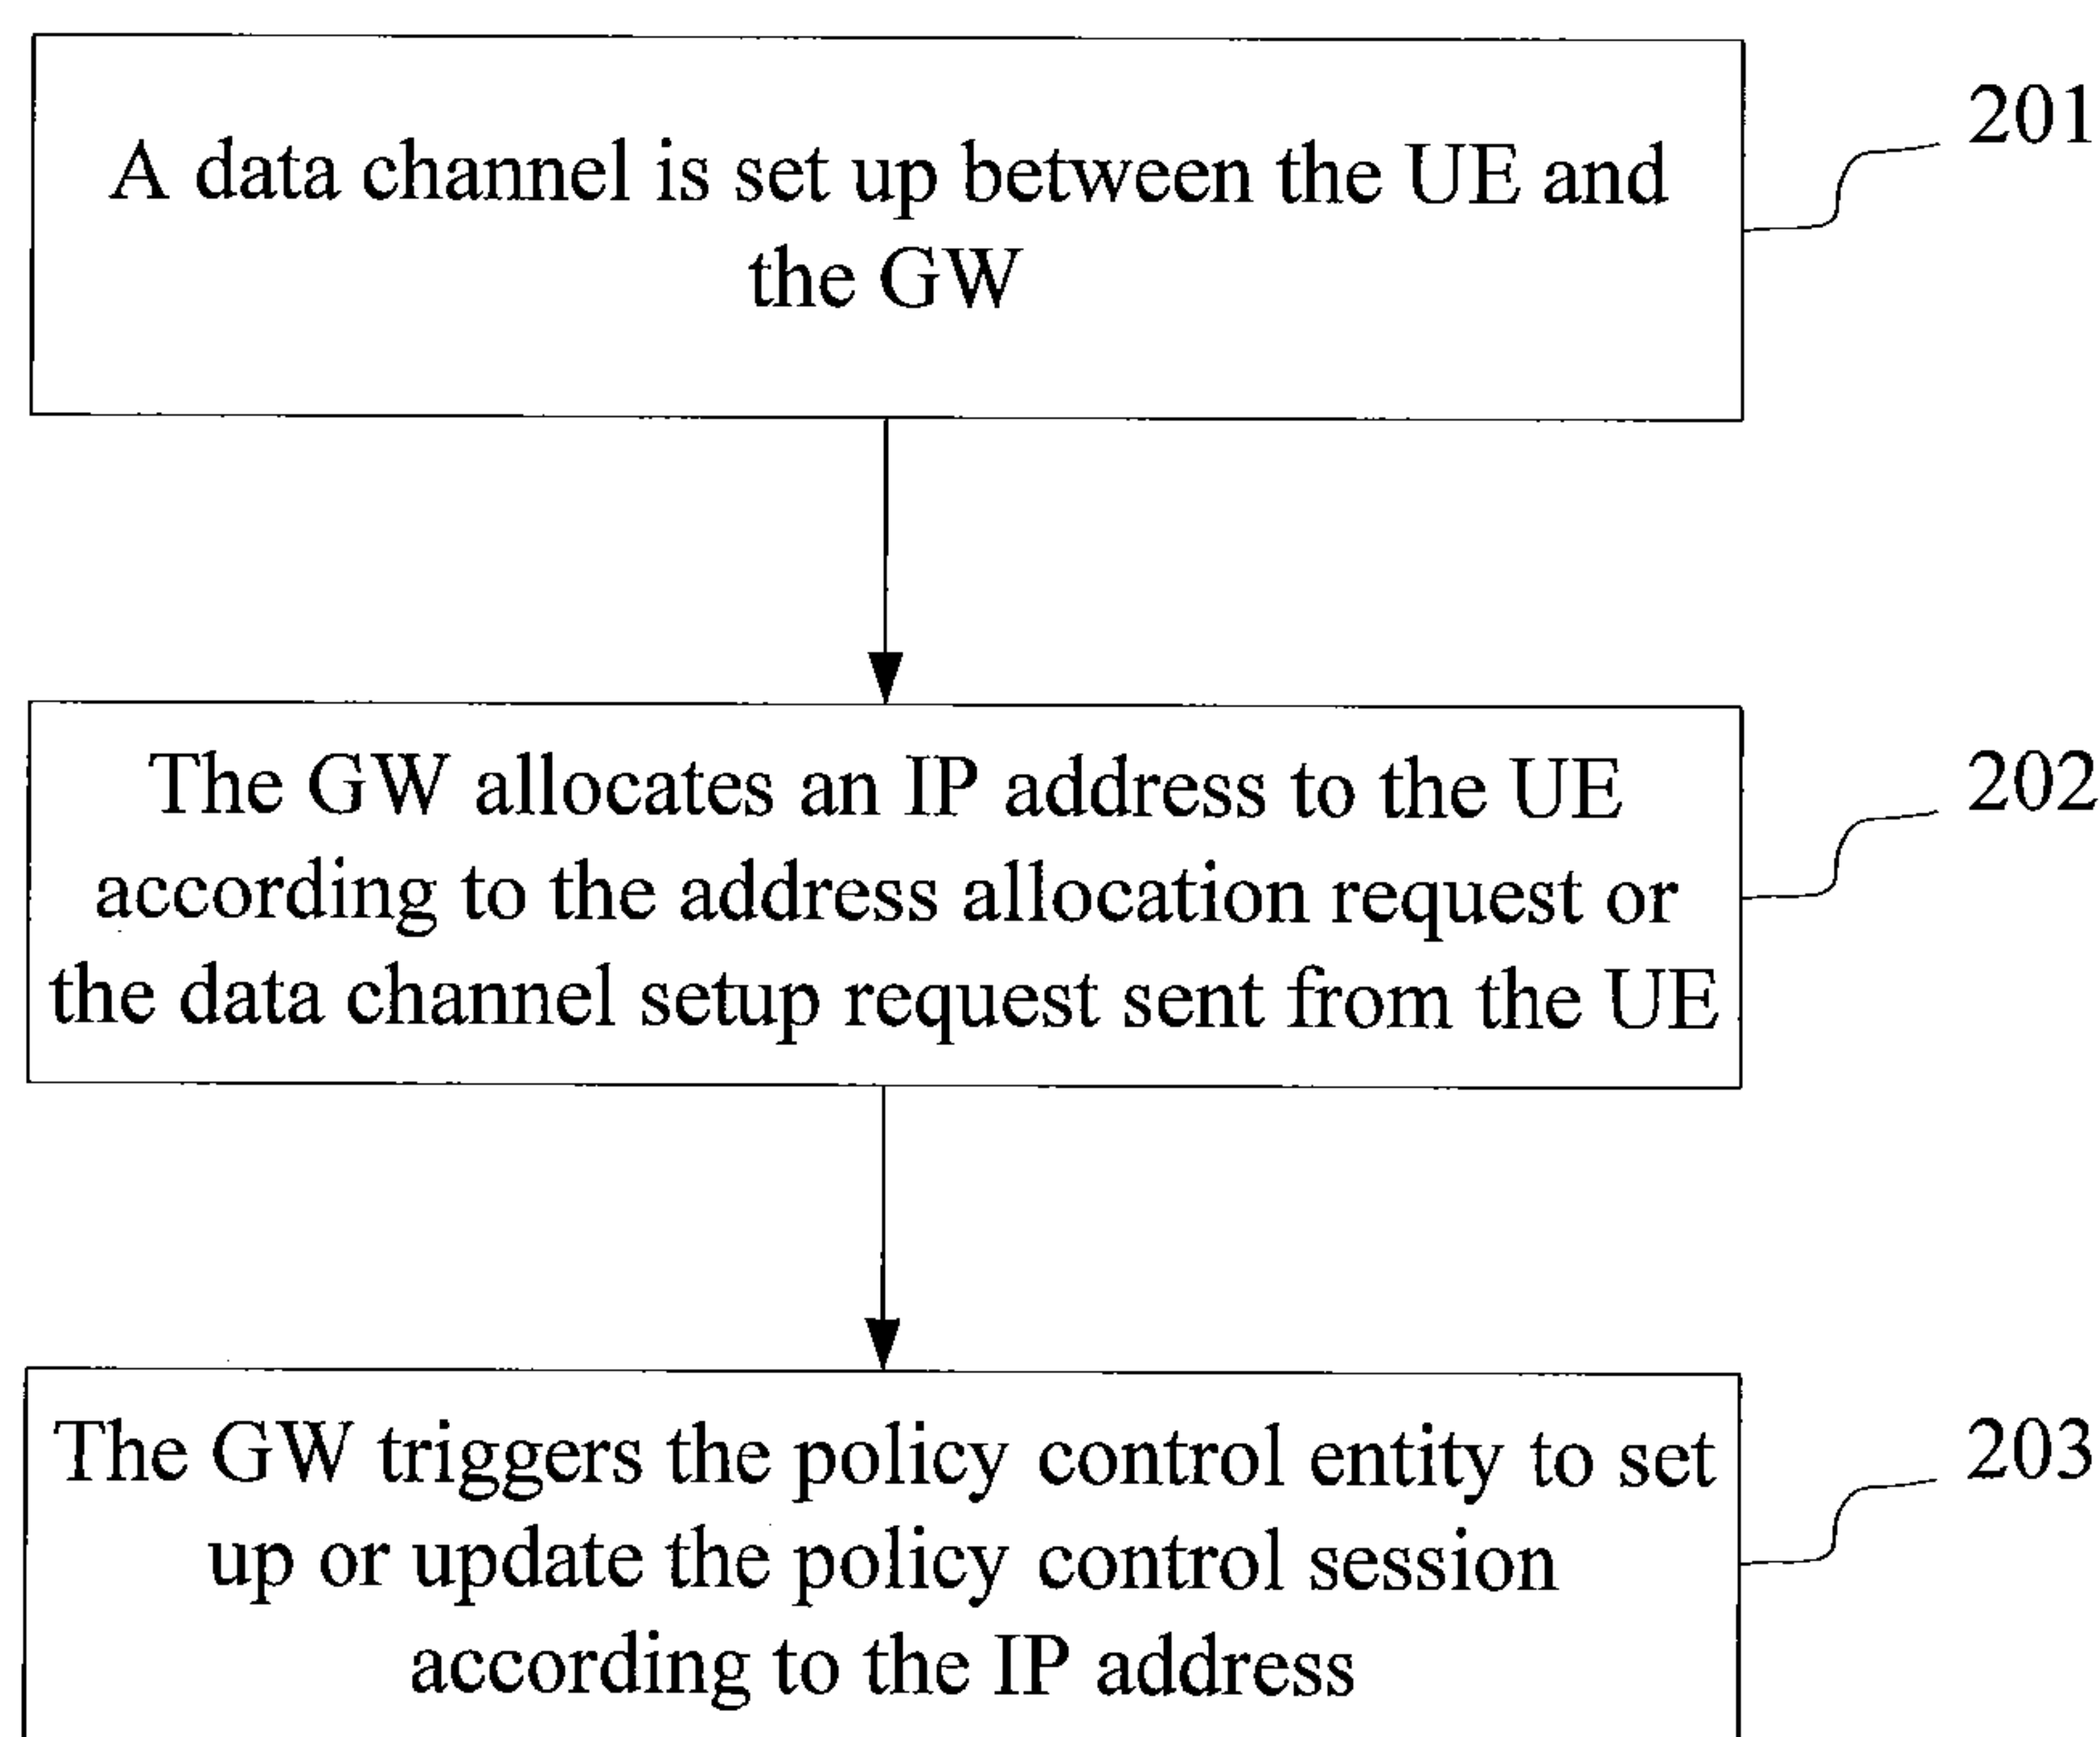 A data channel is set up between the UE and
the GW
201
The GW allocates an IP address to the UE
according to the address allocation request or
the data channel setup request sent from the UE
202
The GW triggers the policy control entity to set
up or update the policy control session
according to the IP address
203